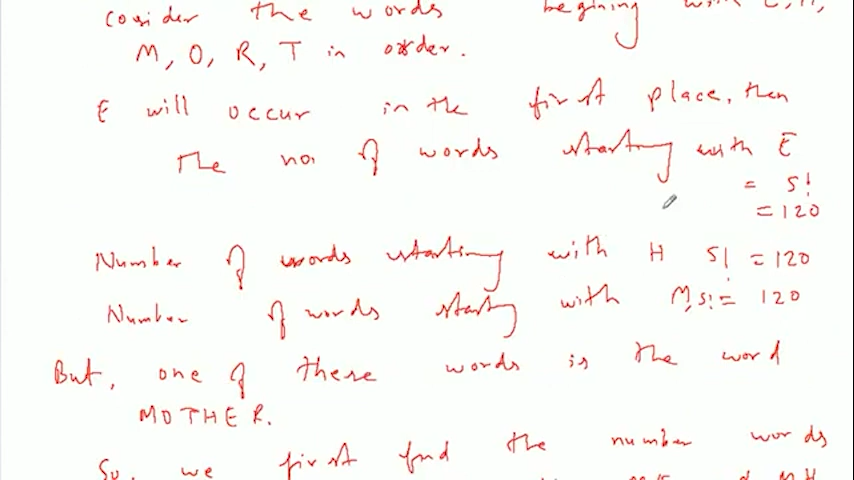 Cosider the words begining with E, H,
M, O, R, T in order.
E will occur in the first place, then
the no. of words starting with E
= 5!
= 120
Number of words starting with H 5! = 120
Number of words starting with M, 5! = 120
But, one of these words is the word
MOTHER.
So, we first find the number words